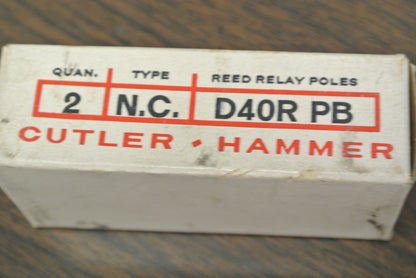 QUAN. TYPE REED RELAY POLES
2 N.C. D40R PB
CUTLER • HAMMER